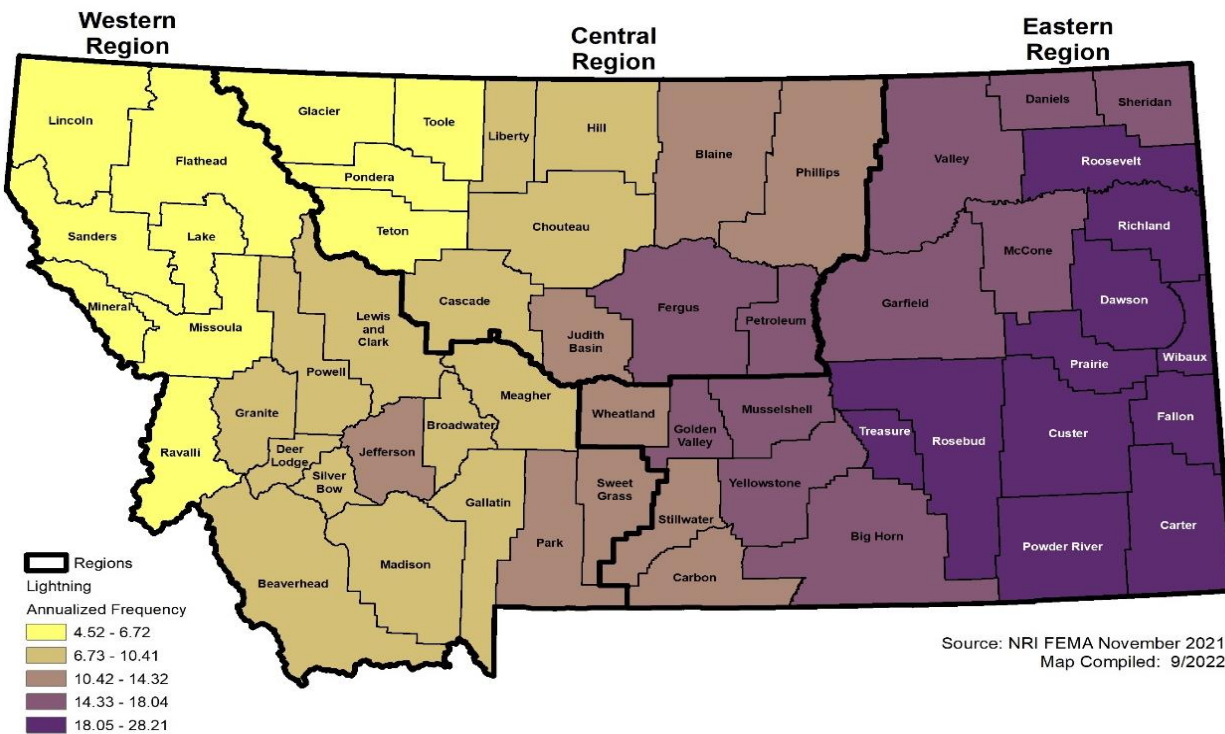 Western
Region
Central
Region
Eastern
Region
Lincoln
Flathead
Glacier
Toole
Liberty
Hill
Blaine
Phillips
Valley
Daniels
Sheridan
Roosevelt
Pondera
Teton
Chouteau
Richland
Sanders
Lake
Mineral
Missoula
Lewis
and
Clark
Cascade
Judith
Basin
Fergus
Petroleum
Garfield
McCone
Dawson
Prairie
Wibaux
Powell
Granite
Ravalli
Deer
Lodge
Silver
Bow
Jefferson
Broadwater
Meagher
Wheatland
Golden
Valley
Musselshell
Treasure
Rosebud
Custer
Fallon
Gallatin
Sweet
Grass
Stillwater
Yellowstone
Big Horn
Powder River
Carter
Beaverhead
Madison
Park
Carbon
Regions
Lightning
Annualized Frequency
4.52 - 6.72
6.73 - 10.41
10.42 - 14.32
14.33 - 18.04
18.05 - 28.21
Source: NRI FEMA November 2021
Map Compiled: 9/2022